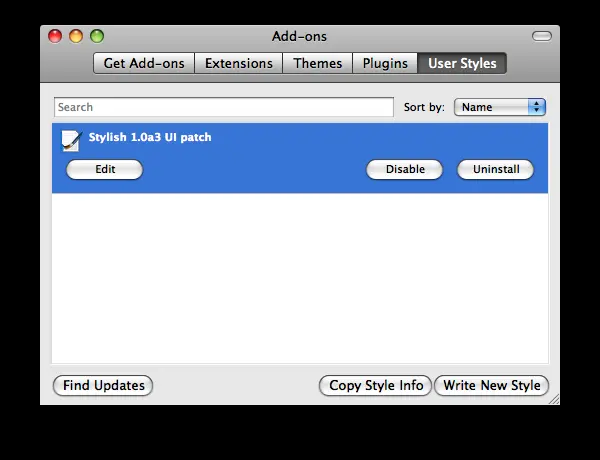 Add-ons
Get Add-ons Extensions Themes Plugins User Styles
Search Sort by: Name
Stylish 1.0a3 UI patch
Edit Disable Uninstall
Find Updates Copy Style Info Write New Style